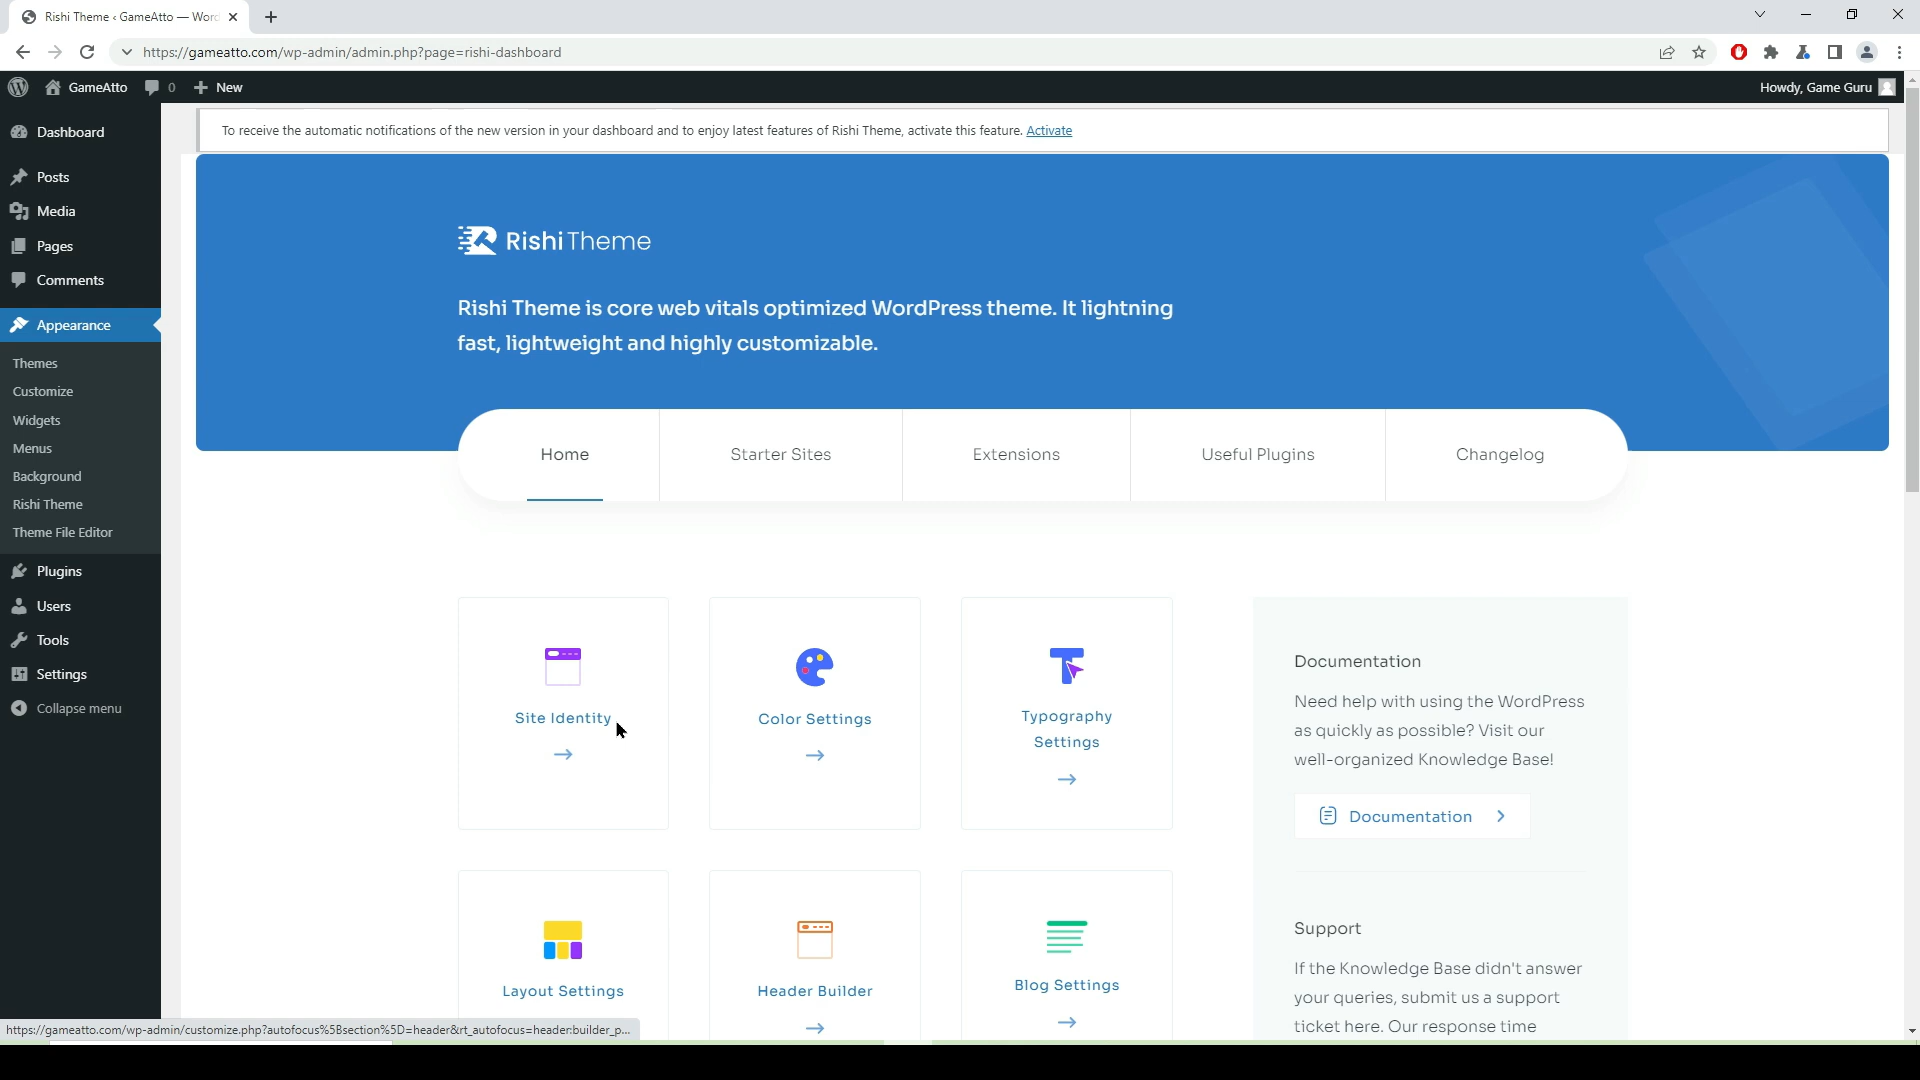 Rishi Theme ‹ GameAtto — Word
https://gameatto.com/wp-admin/admin.php?page=rishi-dashboard
GameAtto
0
New
Howdy, Game Guru
Dashboard
Posts
Media
Pages
Comments
Appearance
Themes
Customize
Widgets
Menus
Background
Rishi Theme
Theme File Editor
Plugins
Users
Tools
Settings
Collapse menu
To receive the automatic notifications of the new version in your dashboard and to enjoy latest features of Rishi Theme, activate this feature. Activate
RishiTheme
Rishi Theme is core web vitals optimized WordPress theme. It lightning
fast, lightweight and highly customizable.
Home
Starter Sites
Extensions
Useful Plugins
Changelog
Site Identity
Color Settings
Typography
Settings
Layout Settings
Header Builder
Blog Settings
Documentation
Need help with using the WordPress
as quickly as possible? Visit our
well-organized Knowledge Base!
Documentation
Support
If the Knowledge Base didn't answer
your queries, submit us a support
ticket here. Our response time
https://gameatto.com/wp-admin/customize.php?autofocus%5Bsection%5D=header&rt_autofocus=header:builder_p...